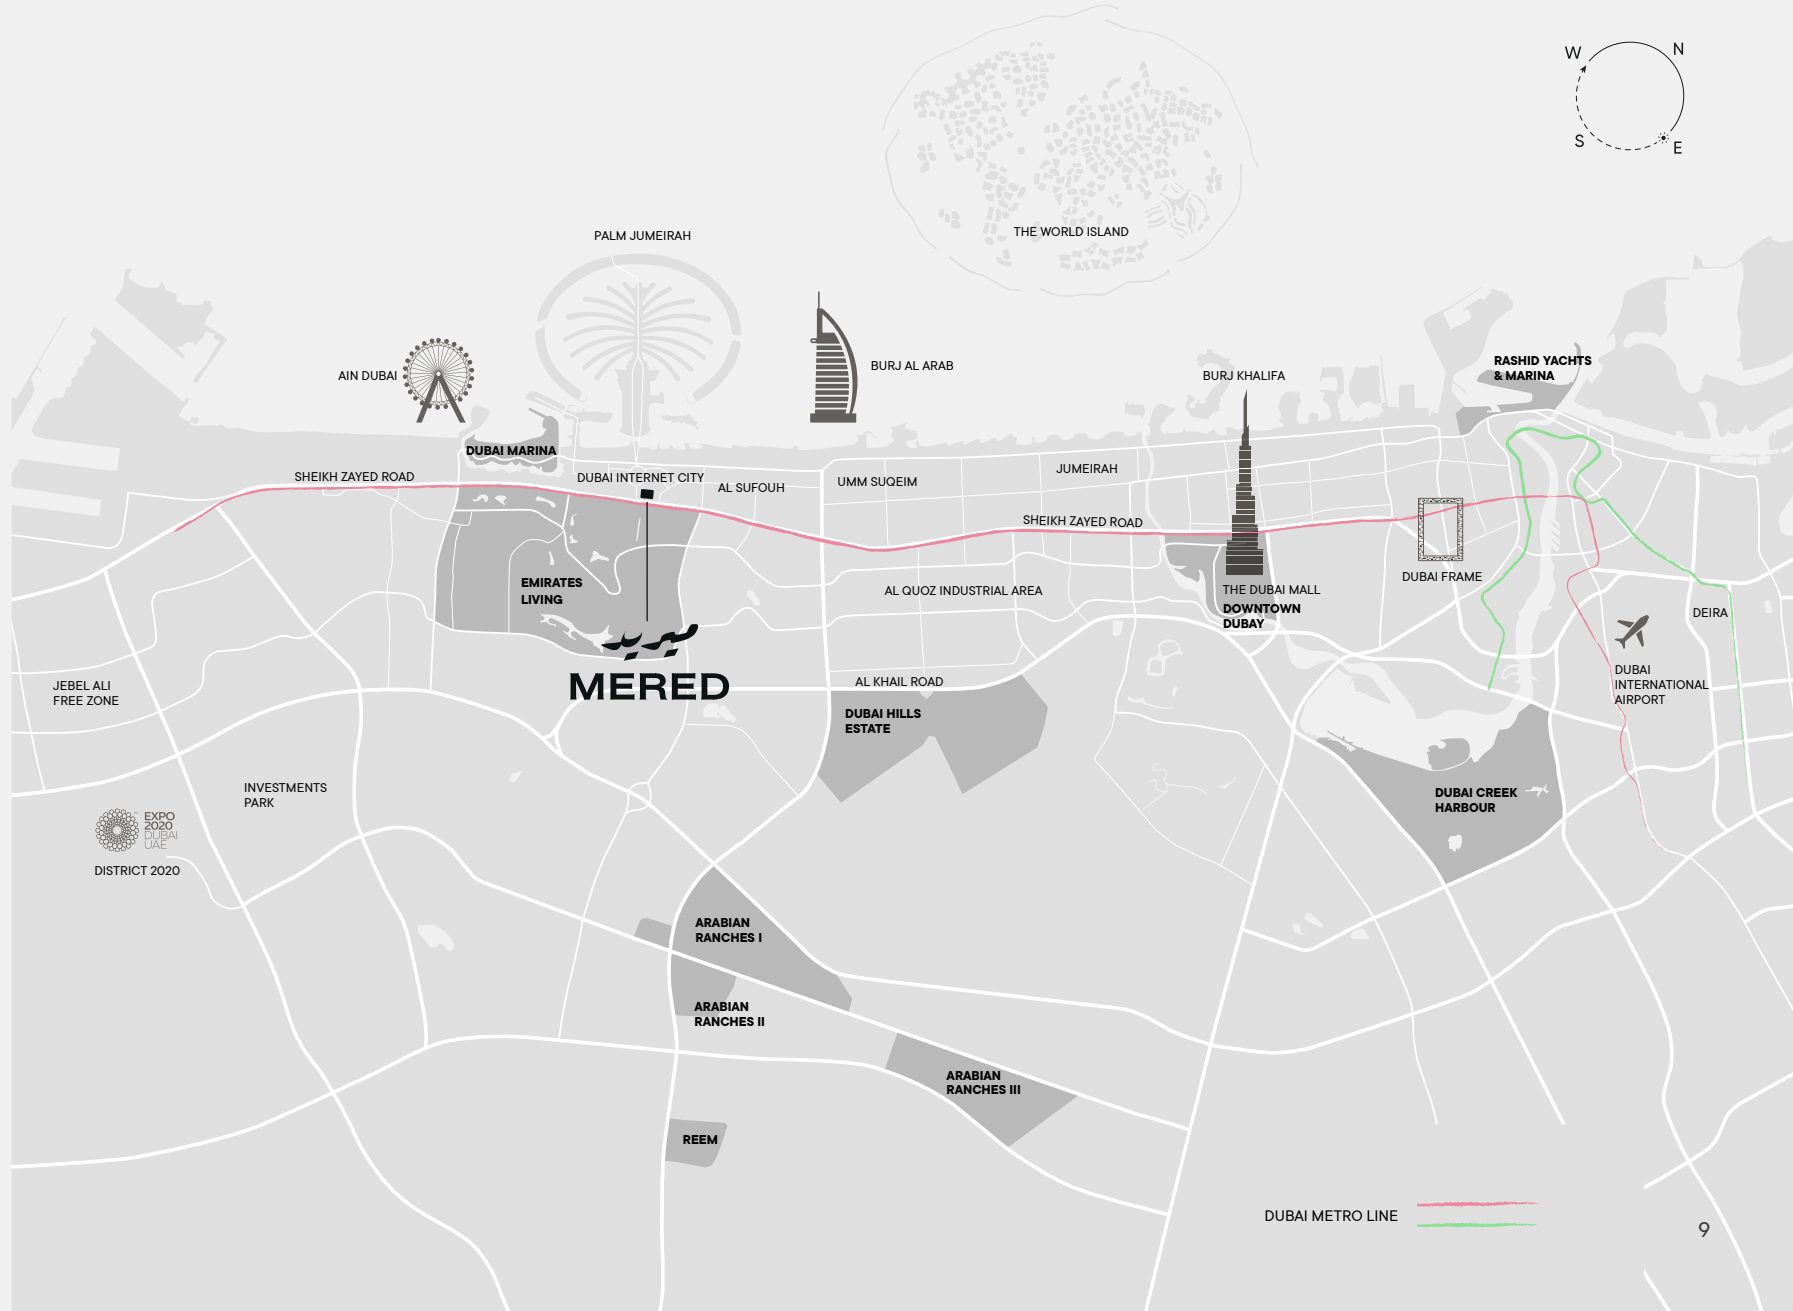 W
N
S
E
THE WORLD ISLAND
PALM JUMEIRAH
AIN DUBAI
BURJ AL ARAB
BURJ KHALIFA
RASHID YACHTS
& MARINA
DUBAI MARINA
SHEIKH ZAYED ROAD
DUBAI INTERNET CITY
AL SUFOUH
UMM SUQEIM
JUMEIRAH
SHEIKH ZAYED ROAD
EMIRATES
LIVING
AL QUOZ INDUSTRIAL AREA
THE DUBAI MALL
DOWNTOWN
DUBAY
DUBAI FRAME
DEIRA
ميريد
MERED
JEBEL ALI
FREE ZONE
AL KHAIL ROAD
DUBAI
INTERNATIONAL
AIRPORT
DUBAI HILLS
ESTATE
INVESTMENTS
PARK
DUBAI CREEK
HARBOUR
EXPO
2020
DUBAI
UAE
DISTRICT 2020
ARABIAN
RANCHES I
ARABIAN
RANCHES II
ARABIAN
RANCHES III
REEM
DUBAI METRO LINE
9